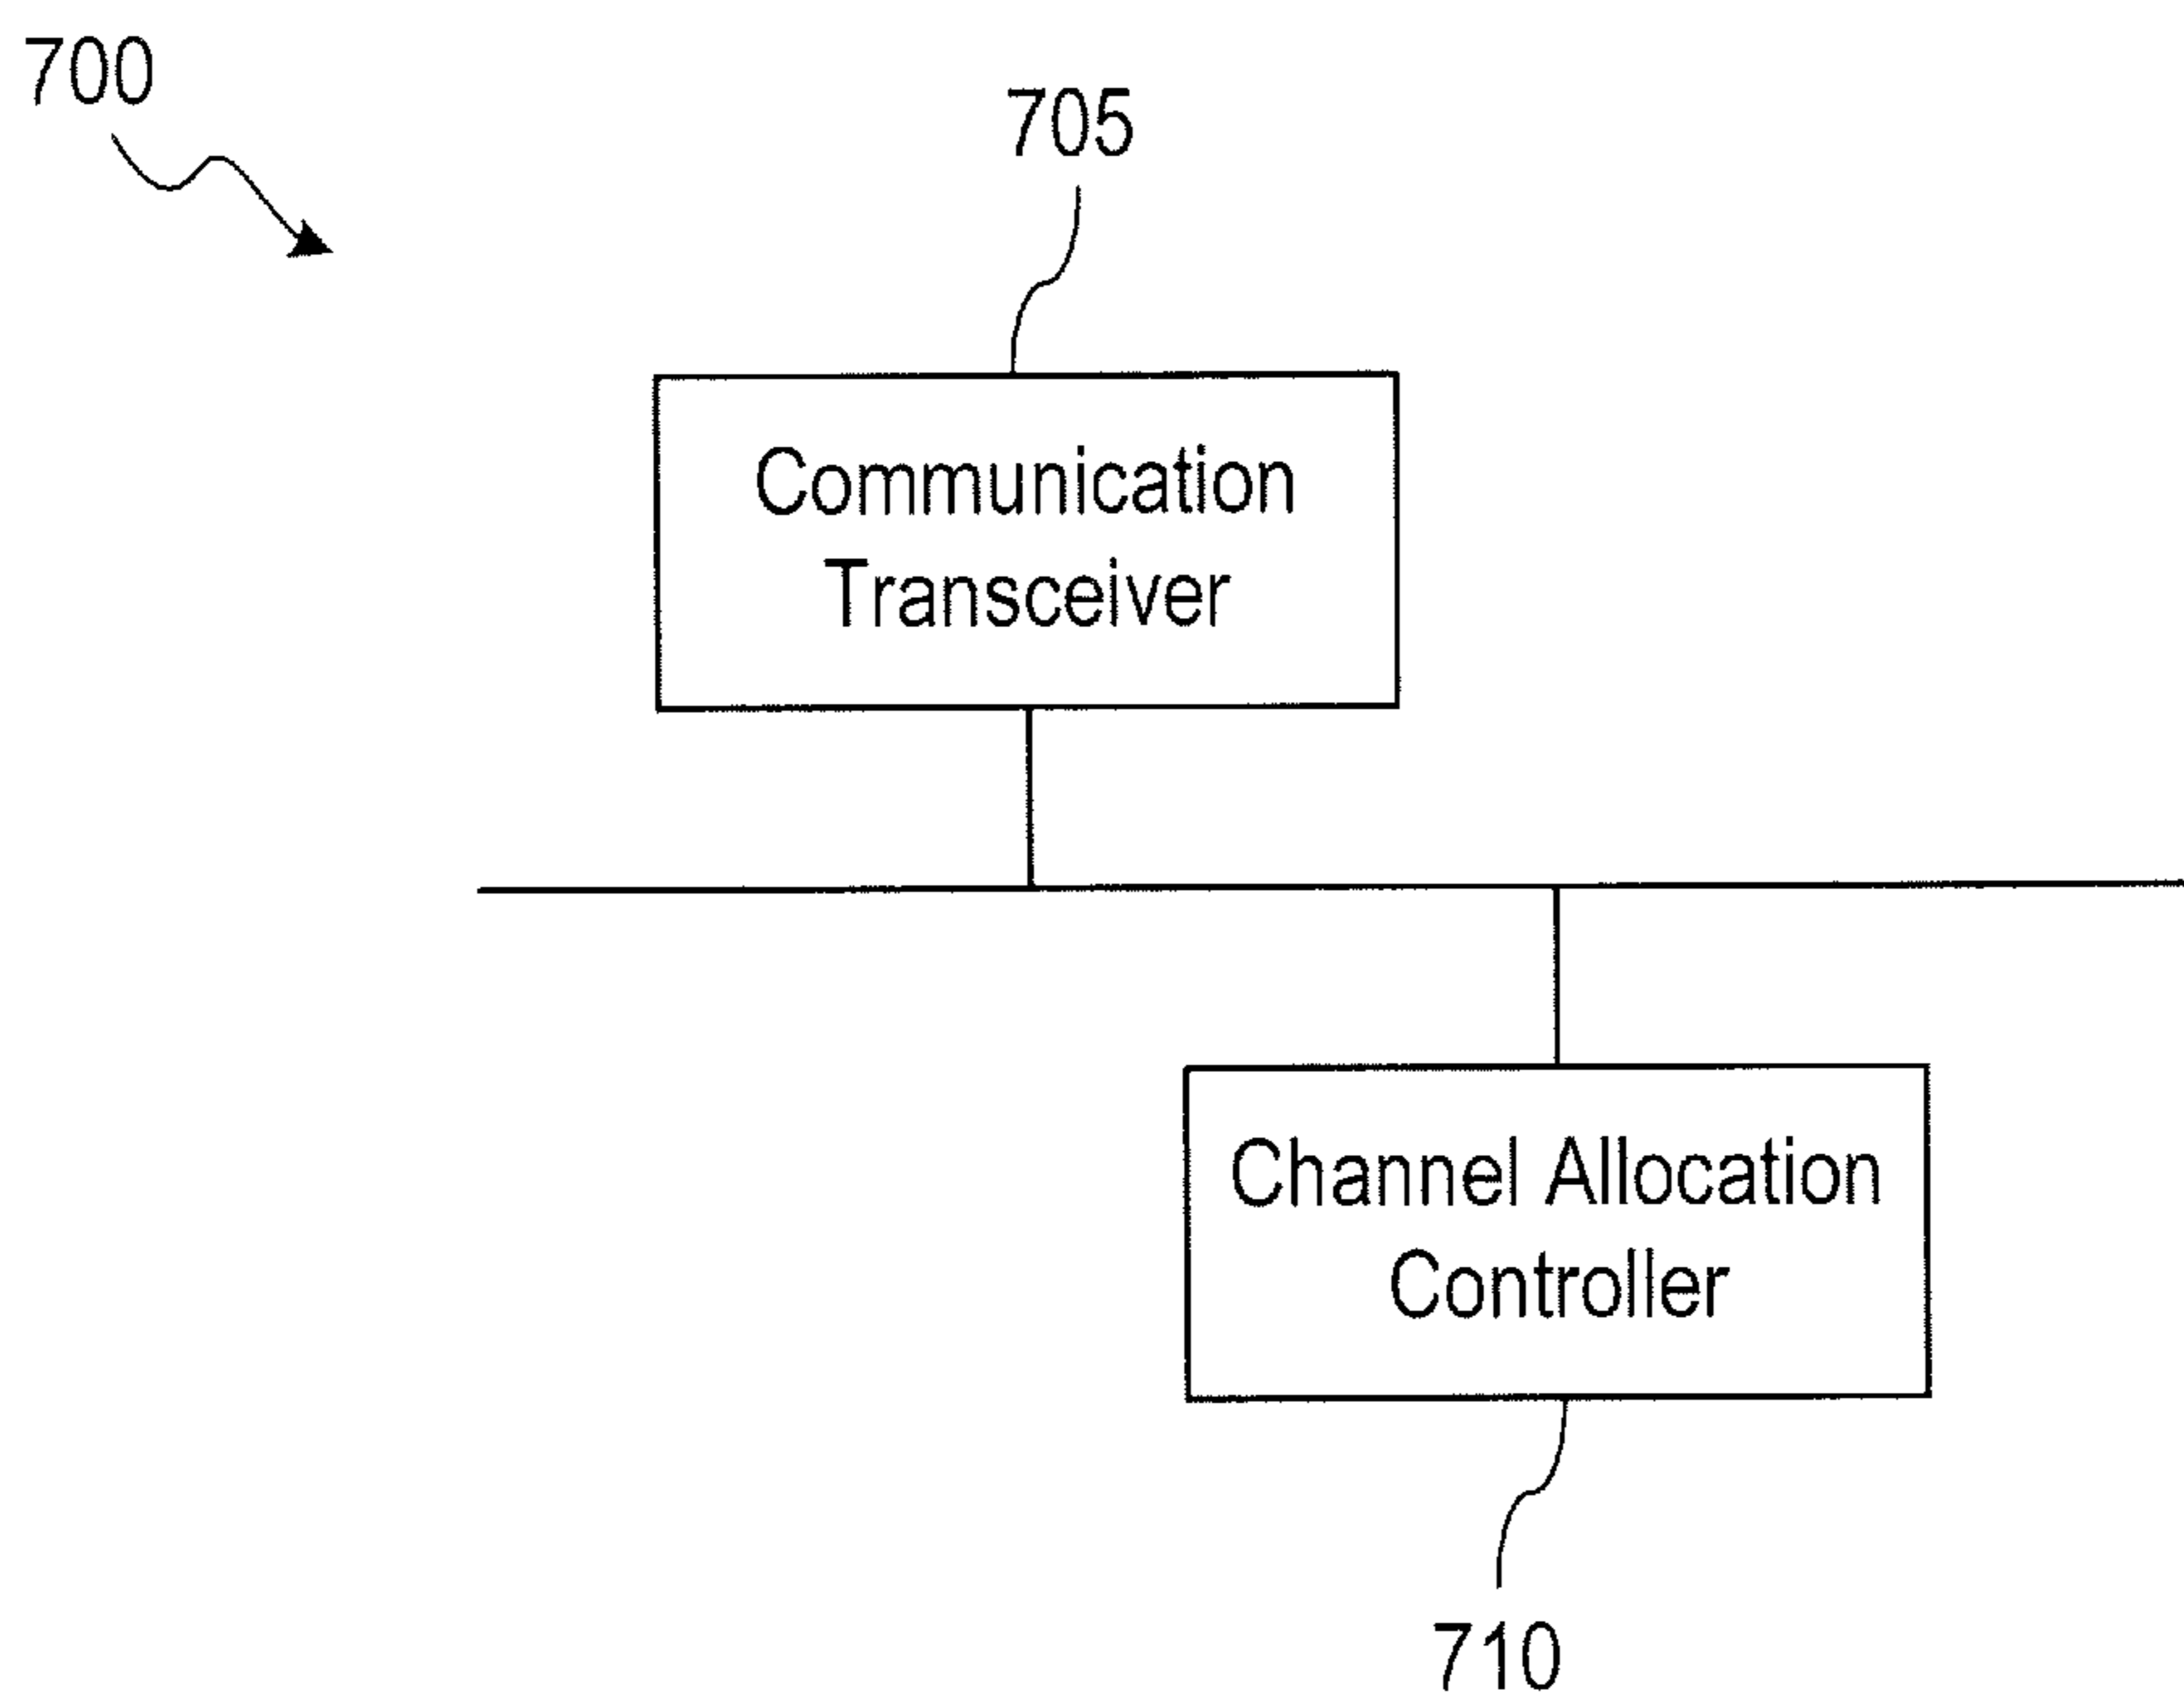 700
705
Communication
Transceiver
Channel Allocation
Controller
710